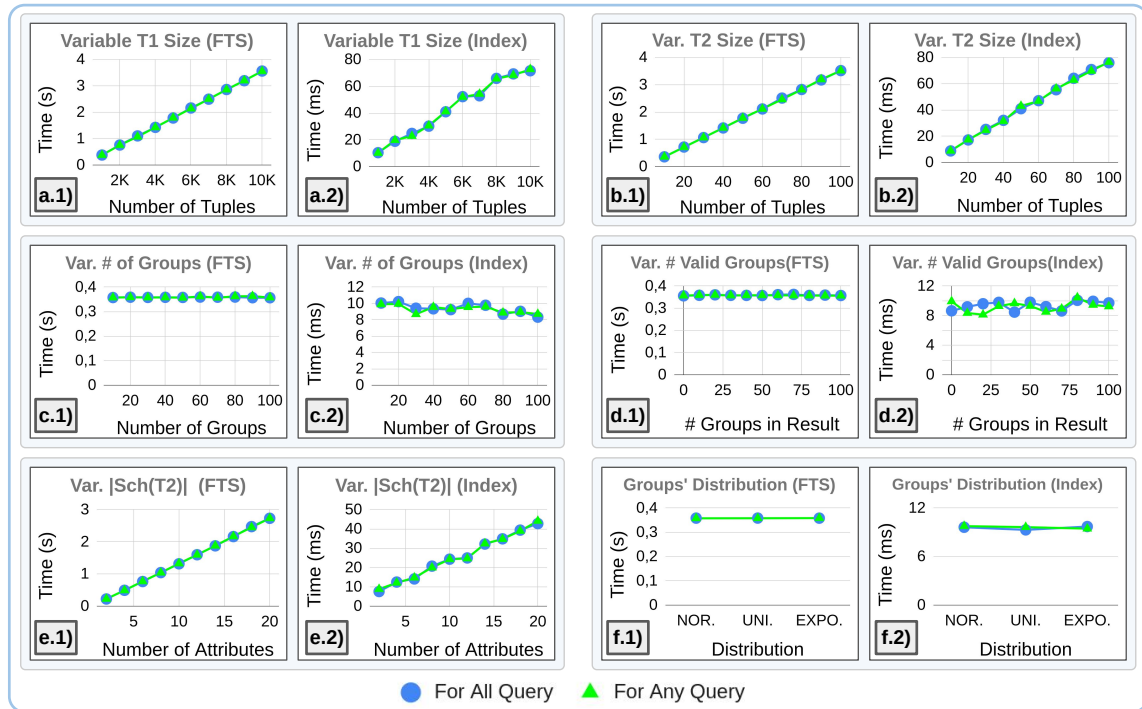 Variable T1 Size (FTS)
Time (s)
4
3
2
1
0
2K 4K 6K 8K 10K
a.1)
Number of Tuples
Variable T1 Size (Index)
Time (ms)
80
60
40
20
0
2K 4K 6K 8K 10K
a.2)
Number of Tuples
Var. T2 Size (FTS)
Time (s)
4
3
2
1
0
20 40 60 80 100
b.1)
Number of Tuples
Var. T2 Size (Index)
Time (ms)
80
60
40
20
0
20 40 60 80 100
b.2)
Number of Tuples
Var. # of Groups (FTS)
Time (s)
0,4
0,3
0,2
0,1
0
20 40 60 80 100
c.1)
Number of Groups
Var. # of Groups (Index)
Time (ms)
12
10
8
6
4
2
0
20 40 60 80 100
c.2)
Number of Groups
Var. # Valid Groups(FTS)
Time (s)
0,4
0,3
0,2
0,1
0
0 25 50 75 100
d.1)
# Groups in Result
Var. # Valid Groups(Index)
Time (ms)
12
8
4
0
0 25 50 75 100
d.2)
# Groups in Result
Var. |Sch(T2)| (FTS)
Time (s)
3
2
1
0
5 10 15 20
e.1)
Number of Attributes
Var. |Sch(T2)| (Index)
Time (ms)
50
40
30
20
10
0
5 10 15 20
e.2)
Number of Attributes
Groups' Distribution (FTS)
Time (s)
0,4
0,3
0,2
0,1
0
NOR. UNI. EXPO.
f.1)
Distribution
Groups' Distribution (Index)
Time (ms)
12
6
0
NOR. UNI. EXPO.
f.2)
Distribution
For All Query For Any Query